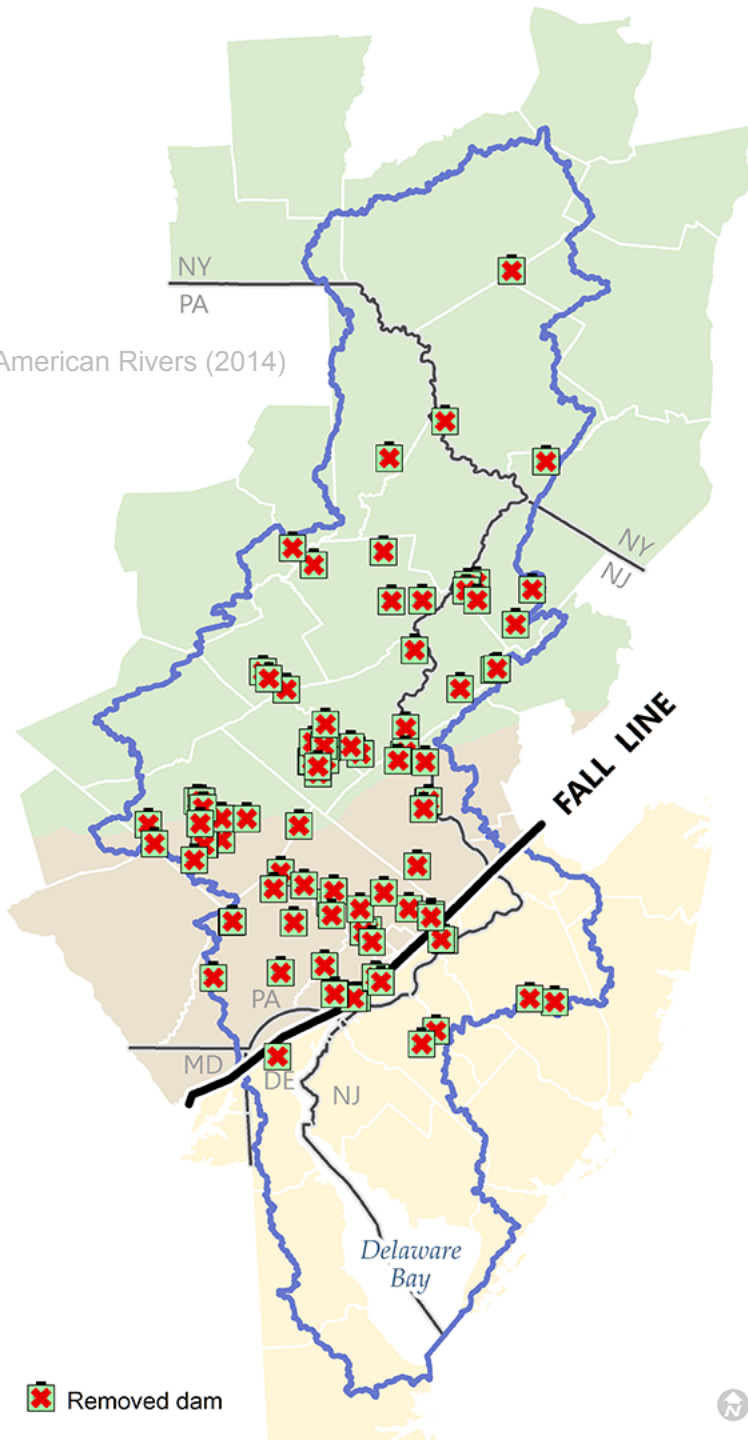 NY
PA
American Rivers (2014)
NY
NJ
FALL LINE
PA
MD
DE
NJ
Delaware
Bay
Removed dam
N